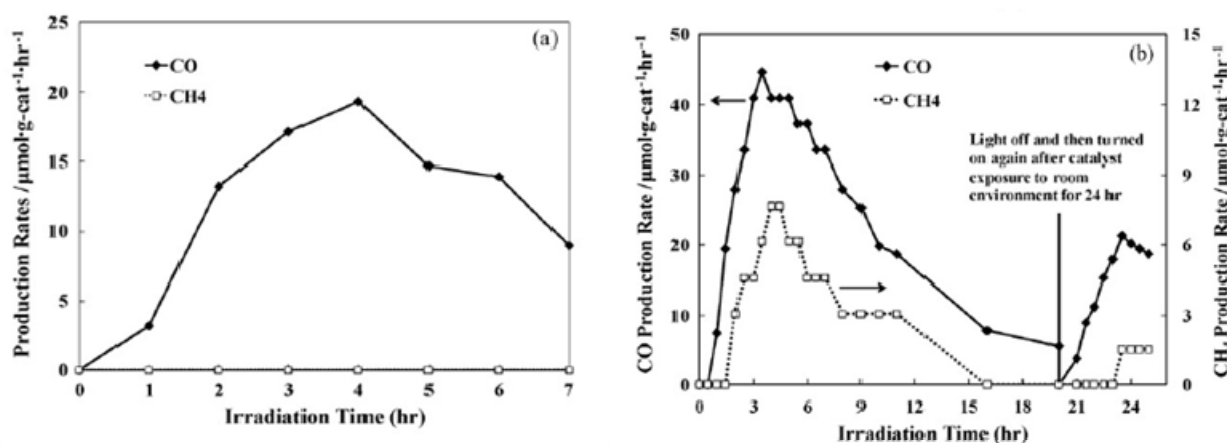 (a)
CO
CH4
Production Rates /μmol·g-cat⁻¹·hr⁻¹
25
20
15
10
5
0
0 1 2 3 4 5 6 7
Irradiation Time (hr)
(b)
CO
CH4
Light off and then turned
on again after catalyst
exposure to room
environment for 24 hr
CO Production Rate /μmol·g-cat⁻¹·hr⁻¹
50
40
30
20
10
0
CH₄ Production Rate /μmol·g-cat⁻¹·hr⁻¹
15
12
9
6
3
0
0 3 6 9 12 15 18 21 24
Irradiation Time (hr)